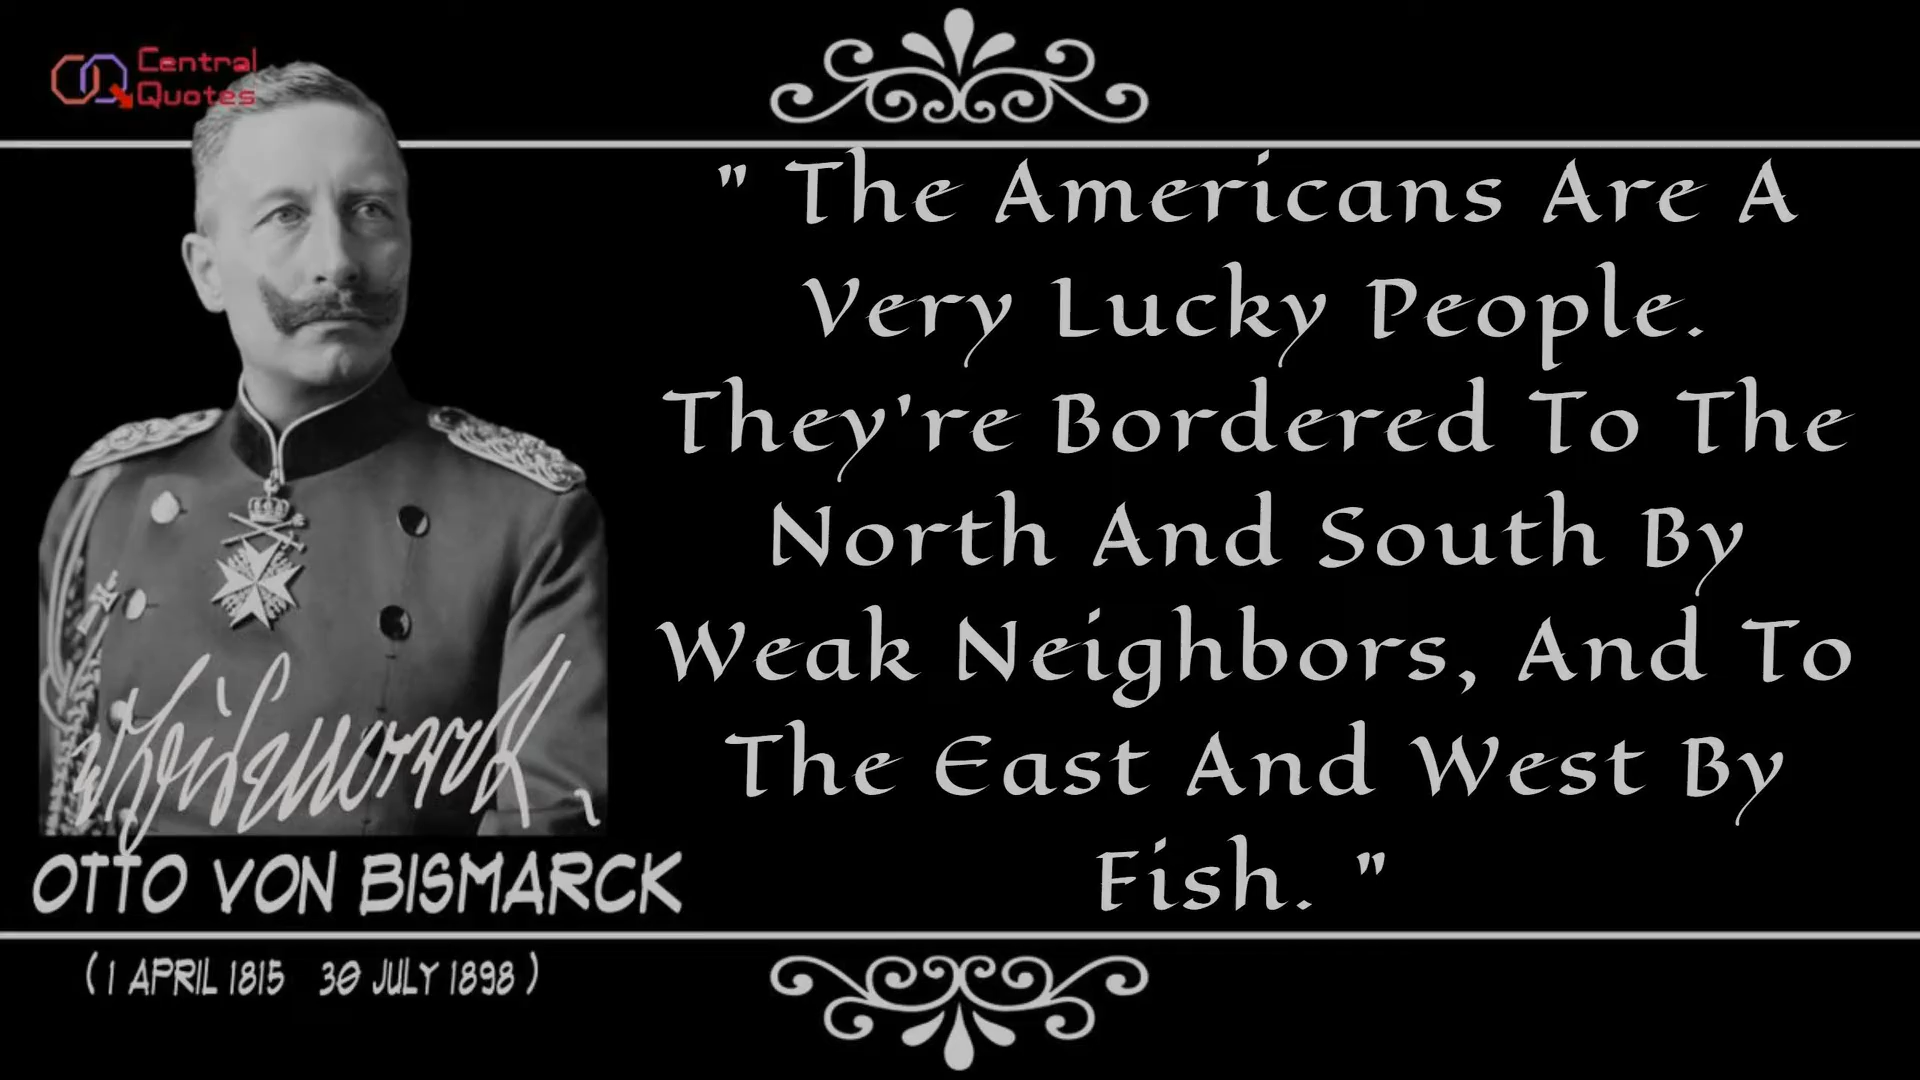 Central
Quotes
" The Americans Are A
Very Lucky People.
They're Bordered To The
North And South By
Weak Neighbors, And To
The East And West By
Fish. "
OTTO VON BISMARCK
( 1 APRIL 1815 30 JULY 1898 )